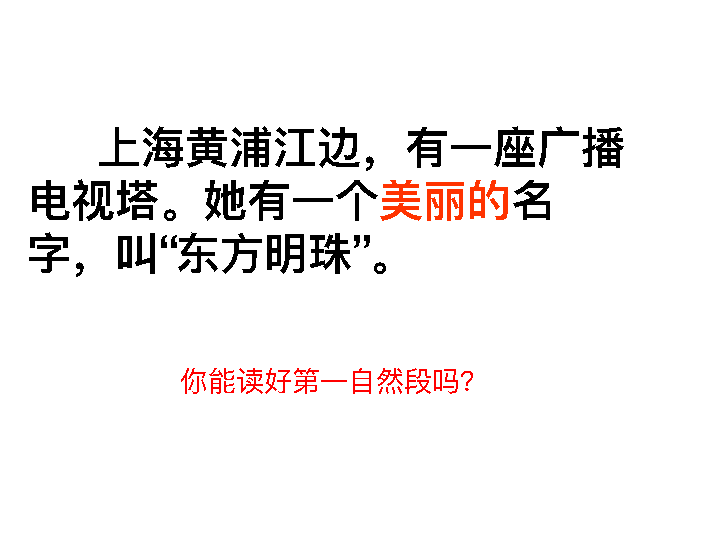 上海黄浦江边，有一座广播
电视塔。她有一个美丽的名
字，叫“东方明珠”。
你能读好第一自然段吗?